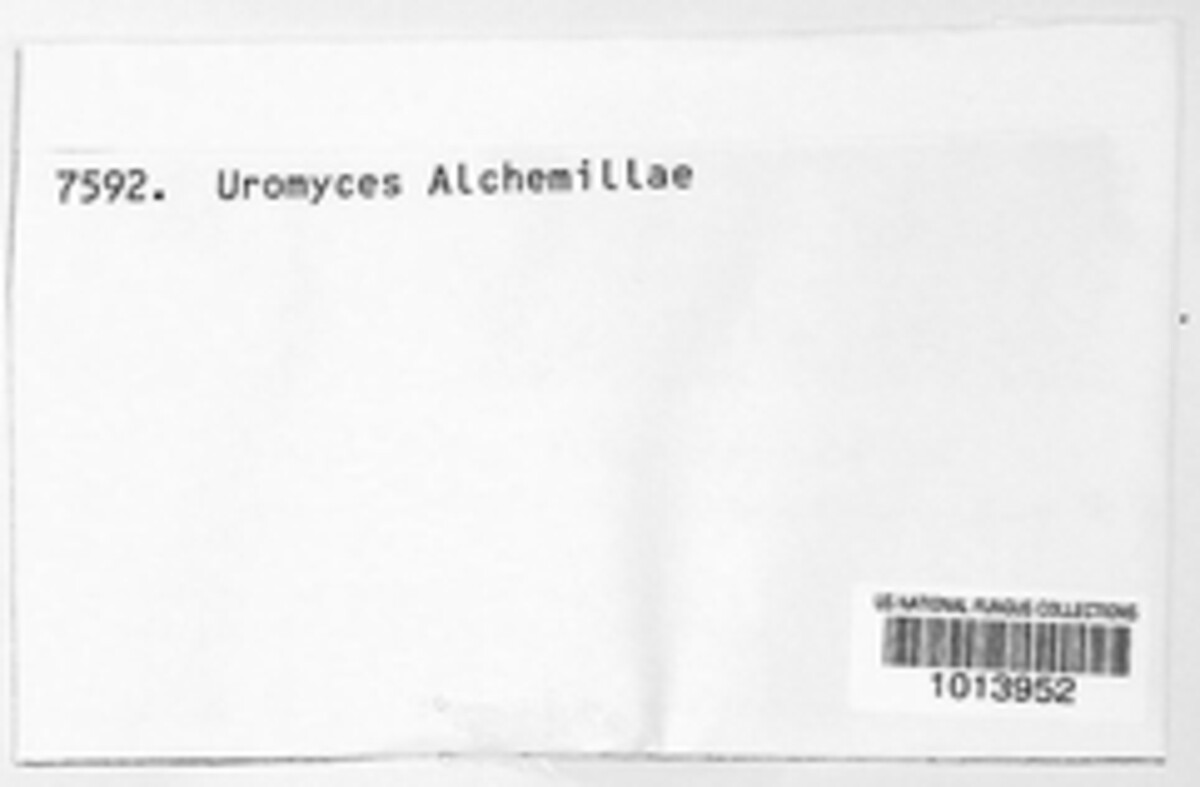 7592. Uromyces Alchemillae
US NATIONAL FUNGUS COLLECTIONS
1013952